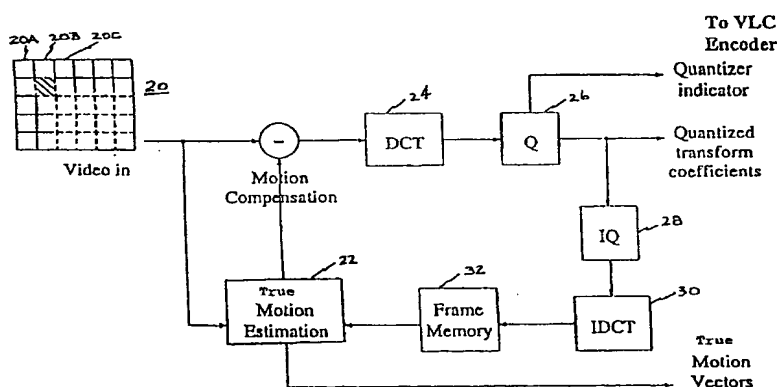 To VLC
Encoder
20A 20B 20C
20
24
26
Quantizer
indicator
-
DCT
Q
Quantized
transform
coefficients
Video in
Motion
Compensation
28
IQ
22
32
30
True
Motion
Estimation
Frame
Memory
IDCT
True
Motion
Vectors